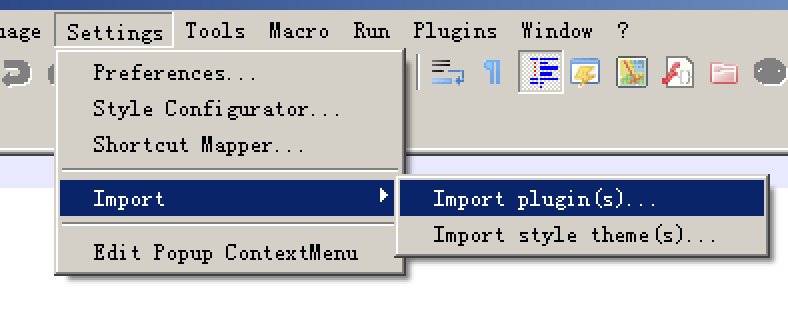 Settings Tools Macro Run Plugins Window ?
Preferences...
Style Configurator...
Shortcut Mapper...
Import
Import plugin(s)...
Import style theme(s)...
Edit Popup ContextMenu